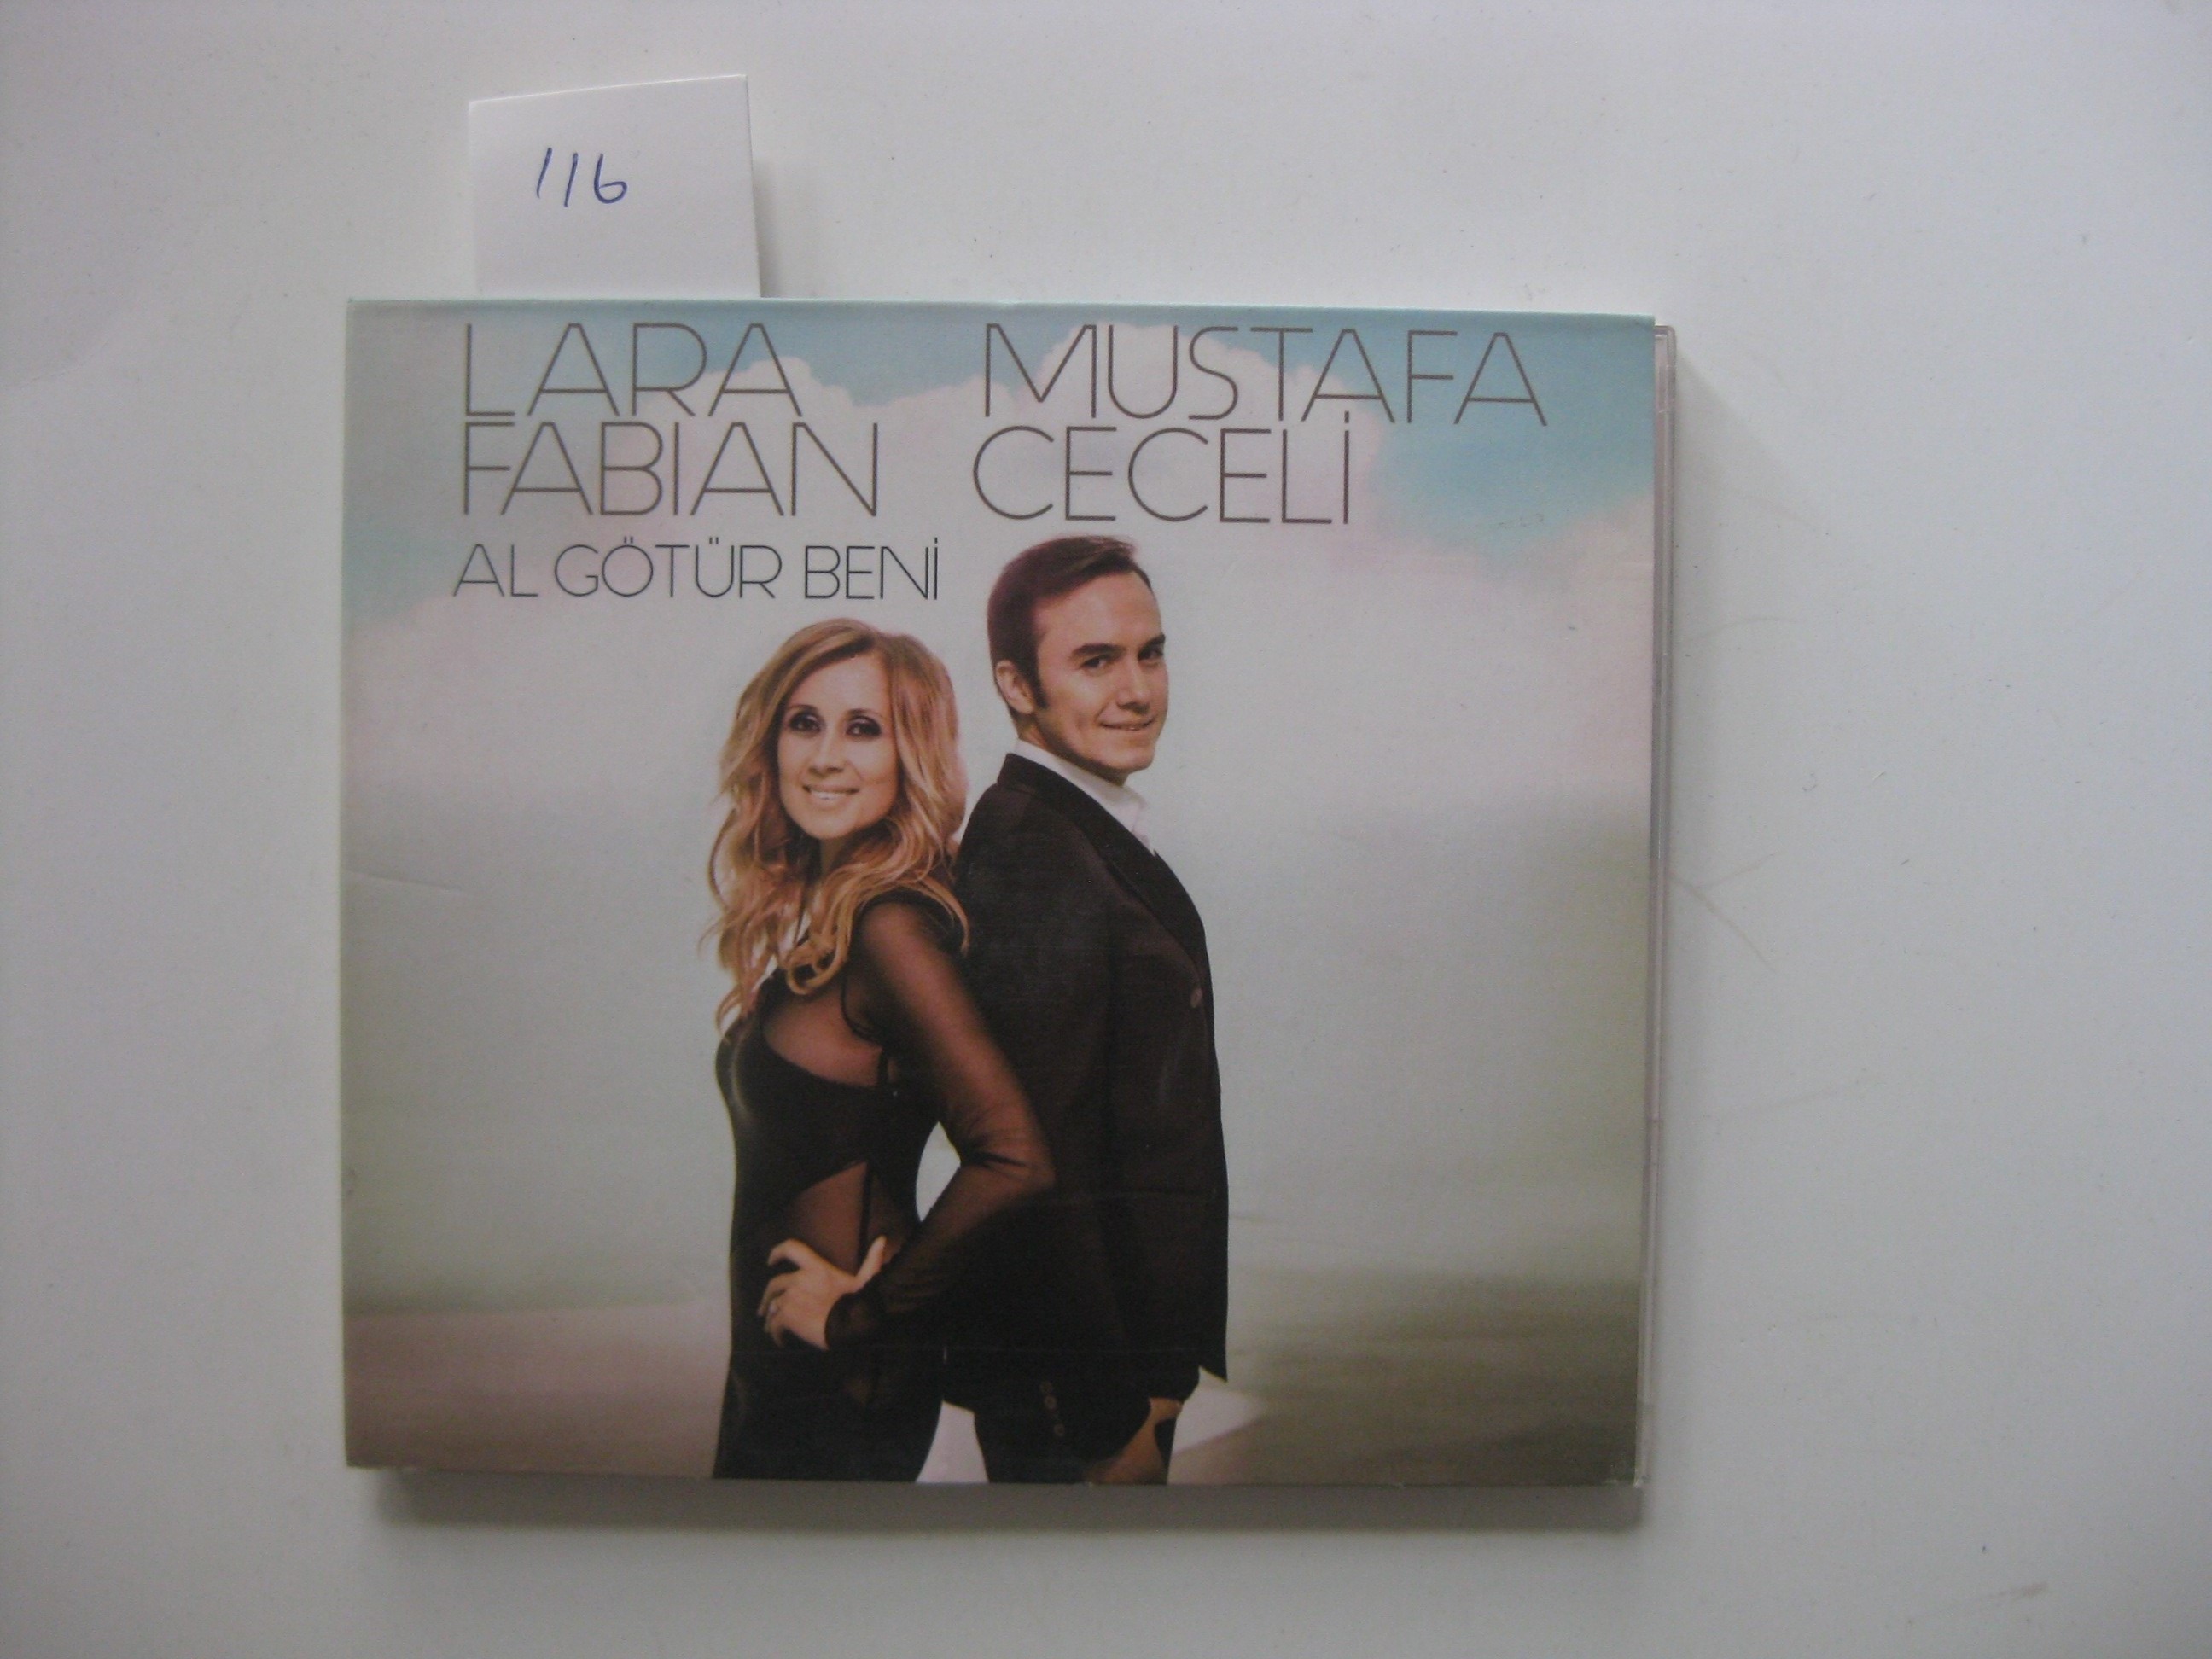 116
LARA FABIAN
MUSTAFA CECELİ
AL GÖTÜR BENİ